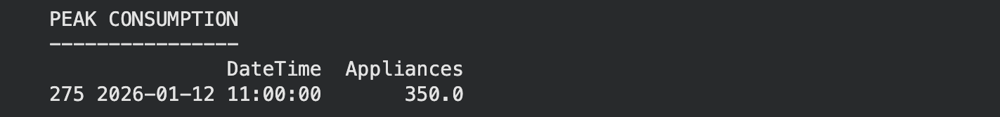 PEAK CONSUMPTION
----------------
DateTime  Appliances
275 2026-01-12 11:00:00       350.0